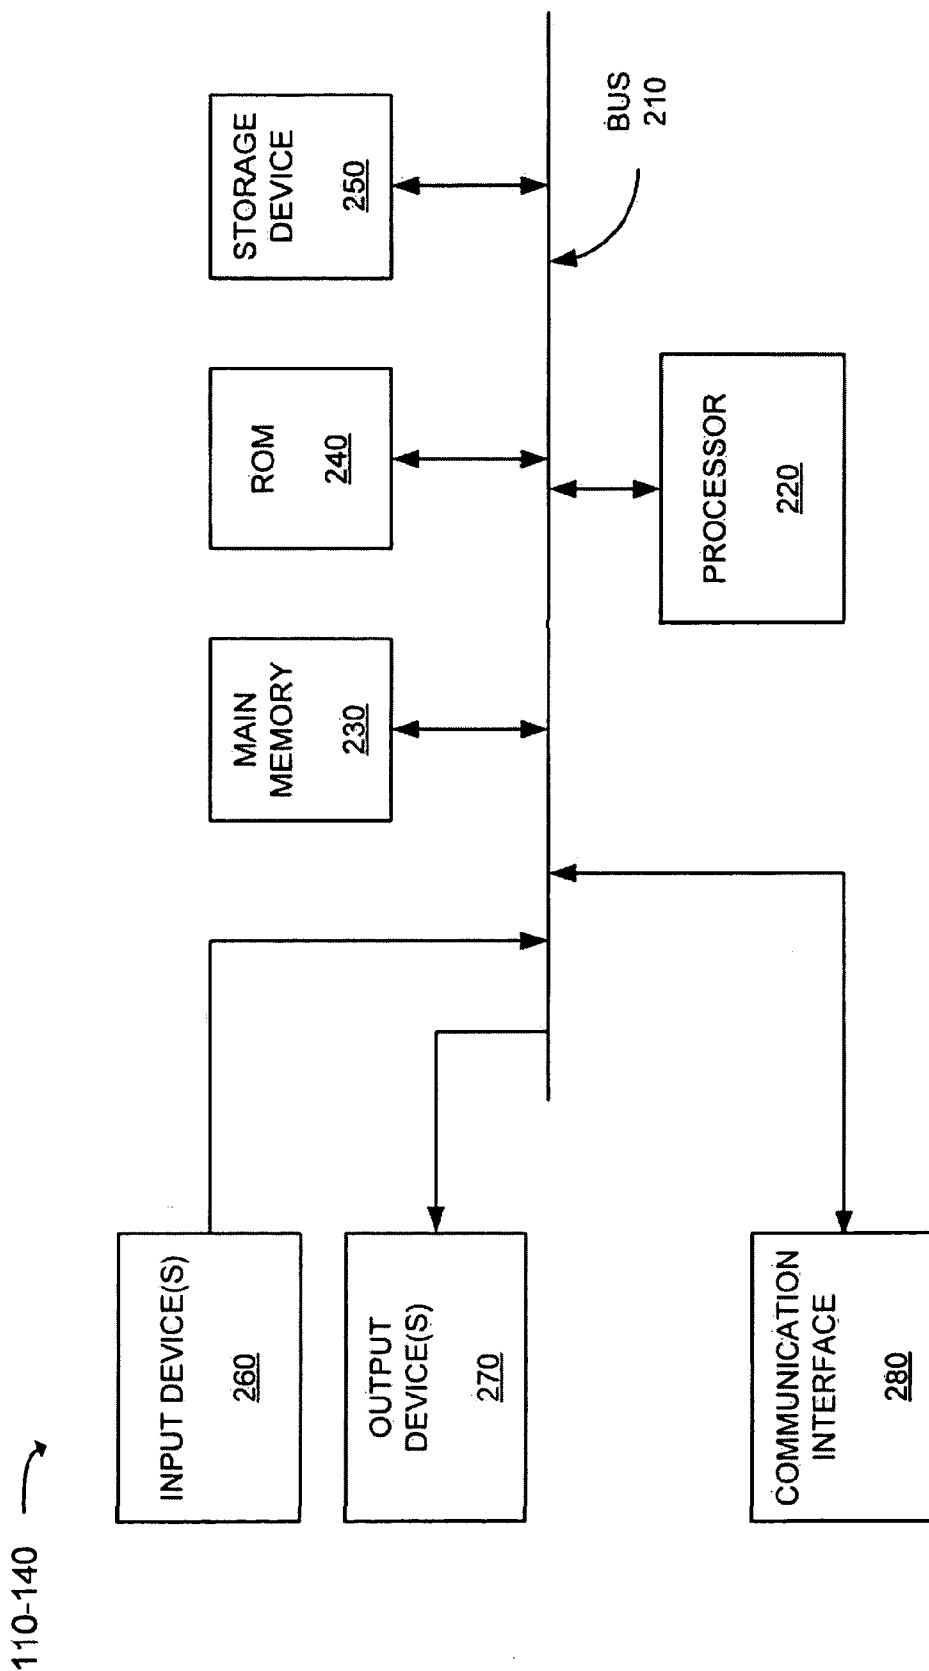 110-140
INPUT DEVICE(S)
260
OUTPUT
DEVICE(S)
270
COMMUNICATION
INTERFACE
280
MAIN
MEMORY
230
ROM
240
STORAGE
DEVICE
250
PROCESSOR
220
BUS
210